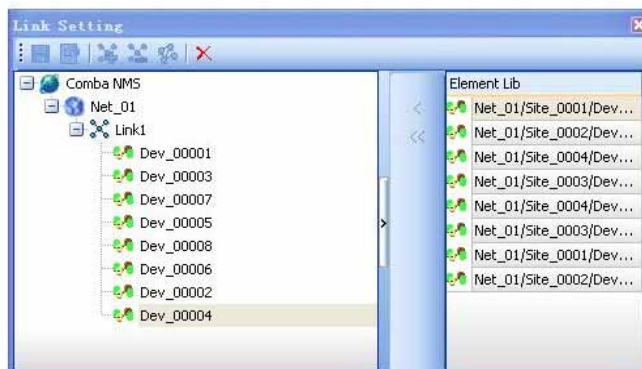 Link Setting
Comba NMS
Net_01
Link1
Dev_00001
Dev_00003
Dev_00007
Dev_00005
Dev_00008
Dev_00006
Dev_00002
Dev_00004
<
<<
>
Element Lib
Net_01/Site_0001/Dev...
Net_01/Site_0002/Dev...
Net_01/Site_0004/Dev...
Net_01/Site_0003/Dev...
Net_01/Site_0004/Dev...
Net_01/Site_0003/Dev...
Net_01/Site_0001/Dev...
Net_01/Site_0002/Dev...